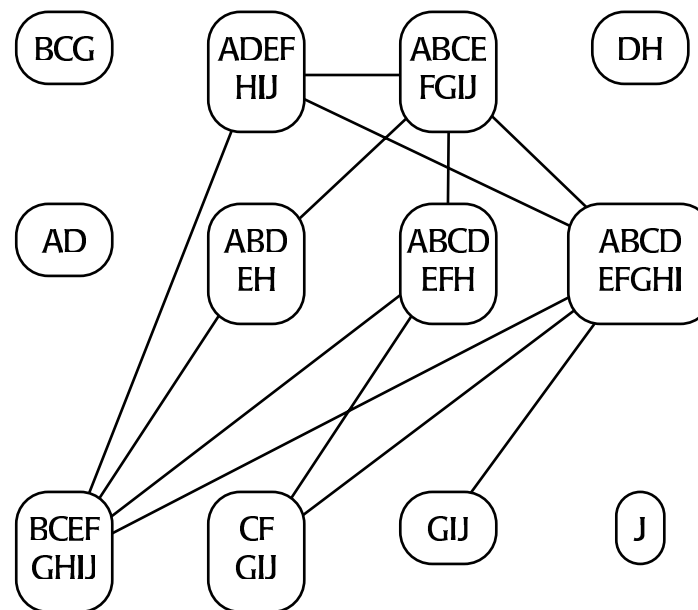 BCG
ADEF
HIJ
ABCE
FGIJ
DH
AD
ABD
EH
ABCD
EFH
ABCD
EFGHI
BCEF
GHIJ
CF
GIJ
GIJ
J